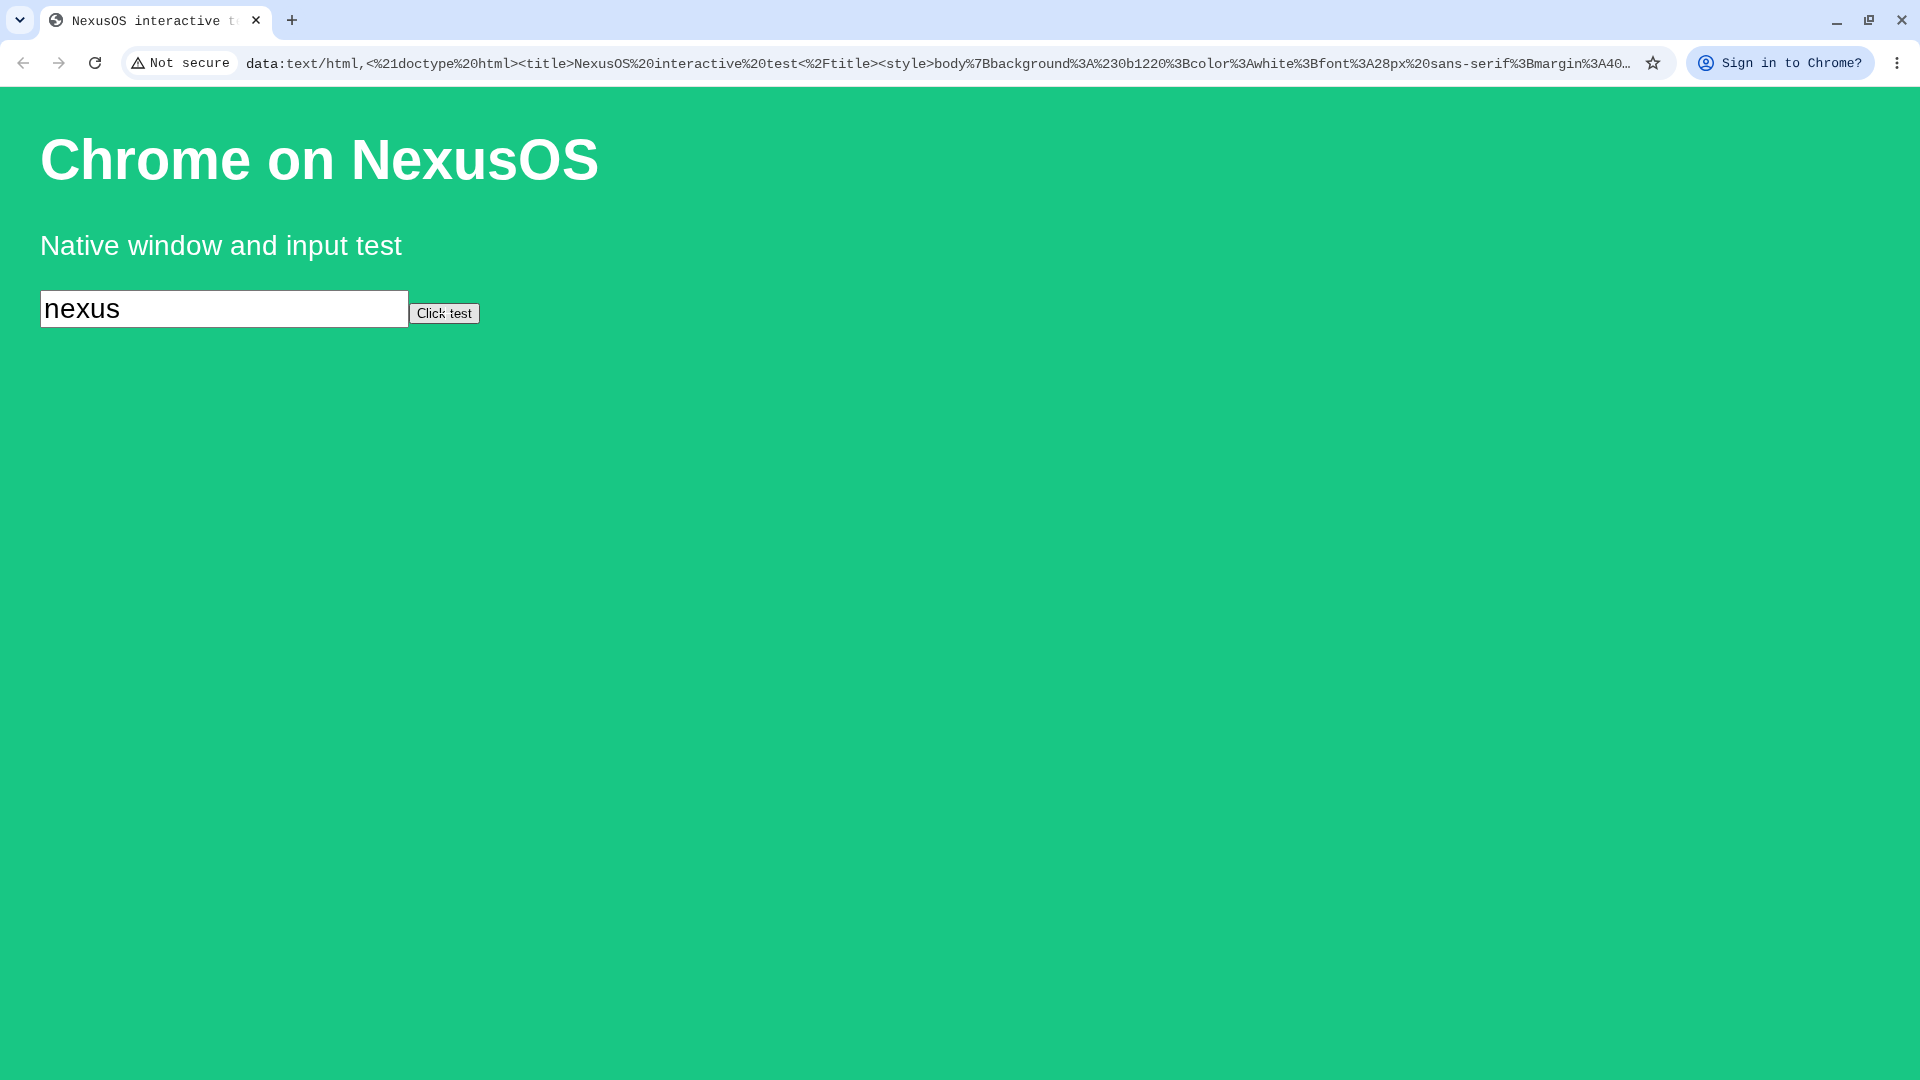 NexusOS interactive t
Not secure
data:text/html,<%21doctype%20html><title>NexusOS%20interactive%20test<%2Ftitle><style>body%7Bbackground%3A%230b1220%3Bcolor%3Awhite%3Bfont%3A28px%20sans-serif%3Bmargin%3A40…
Sign in to Chrome?
Chrome on NexusOS
Native window and input test
nexus
Click test